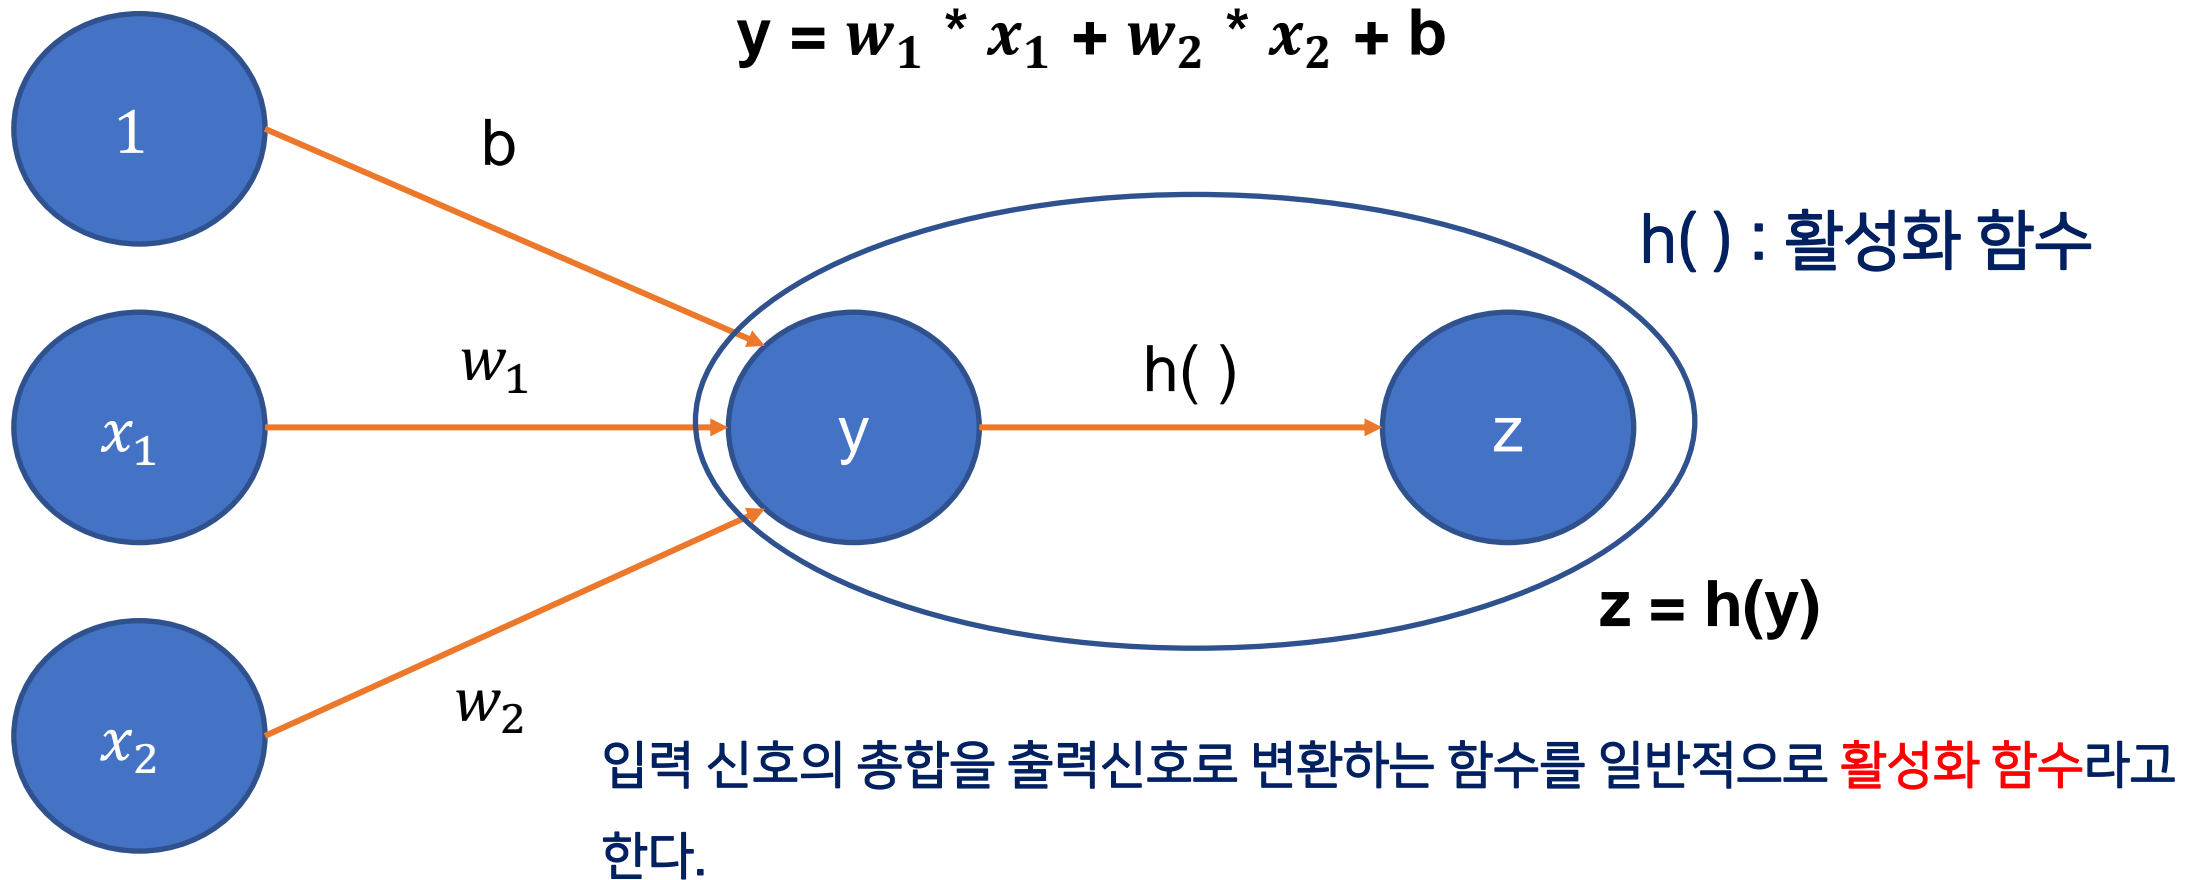 y = w₁ * x₁ + w₂ * x₂ + b
1
b
h( ) : 활성화 함수
w₁
h( )
x₁
y
z
z = h(y)
w₂
x₂
입력 신호의 총합을 출력신호로 변환하는 함수를 일반적으로 활성화 함수라고
한다.